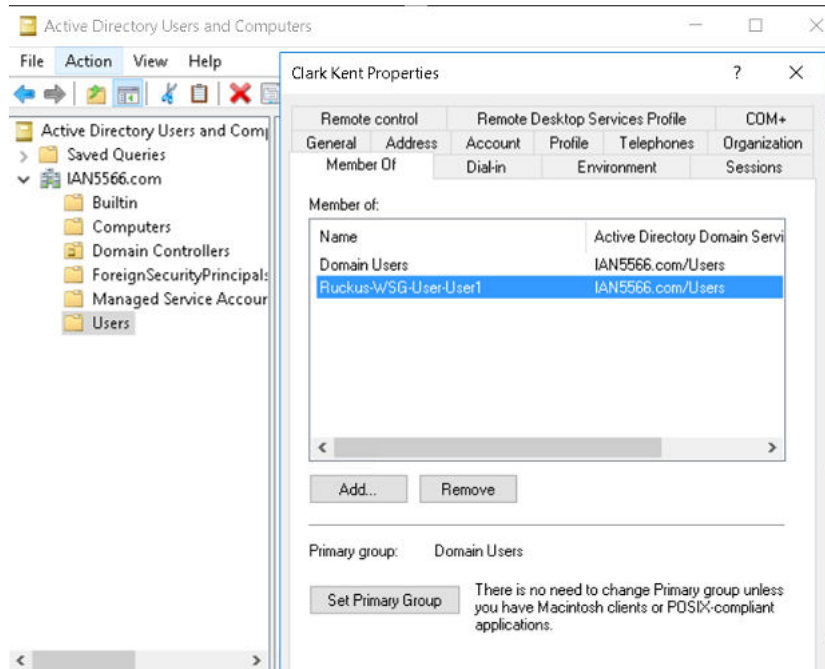 Active Directory Users and Computers
File Action View Help
Active Directory Users and Com
Saved Queries
IAN5566.com
Builtin
Computers
Domain Controllers
ForeignSecurityPrincipals
Managed Service Accour
Users
Clark Kent Properties
?
Remote control Remote Desktop Services Profile COM+
General Address Account Profile Telephones Organization
Member Of Dial-in Environment Sessions
Member of:
Name Active Directory Domain Servi
Domain Users IAN5566.com/Users
Ruckus-WSG-User-User1 IAN5566.com/Users
Add... Remove
Primary group: Domain Users
Set Primary Group
There is no need to change Primary group unless
you have Macintosh clients or POSIX-compliant
applications.